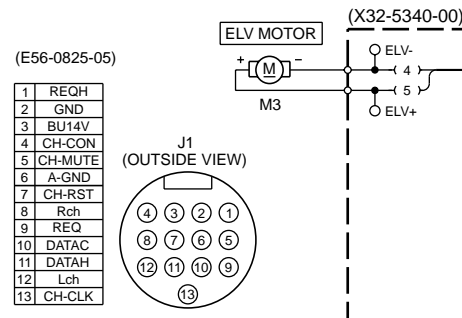 (X32-5340-00)
ELV MOTOR
ELV-
(E56-0825-05)
+ M −
4
5
M3
ELV+
1 REQH
2 GND
3 BU14V
4 CH-CON
5 CH-MUTE
6 A-GND
7 CH-RST
8 Rch
9 REQ
10 DATAC
11 DATAH
12 Lch
13 CH-CLK
J1
(OUTSIDE VIEW)
4 3 2 1
8 7 6 5
12 11 10 9
13